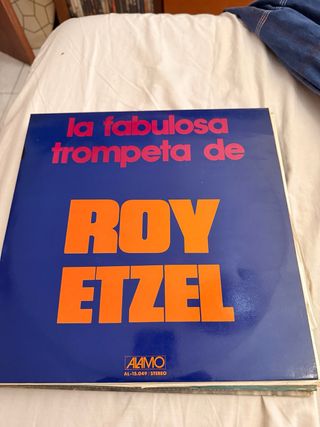 la fabulosa
trompeta de
ROY
ETZEL
ALAMO
AL-15.049 / STEREO